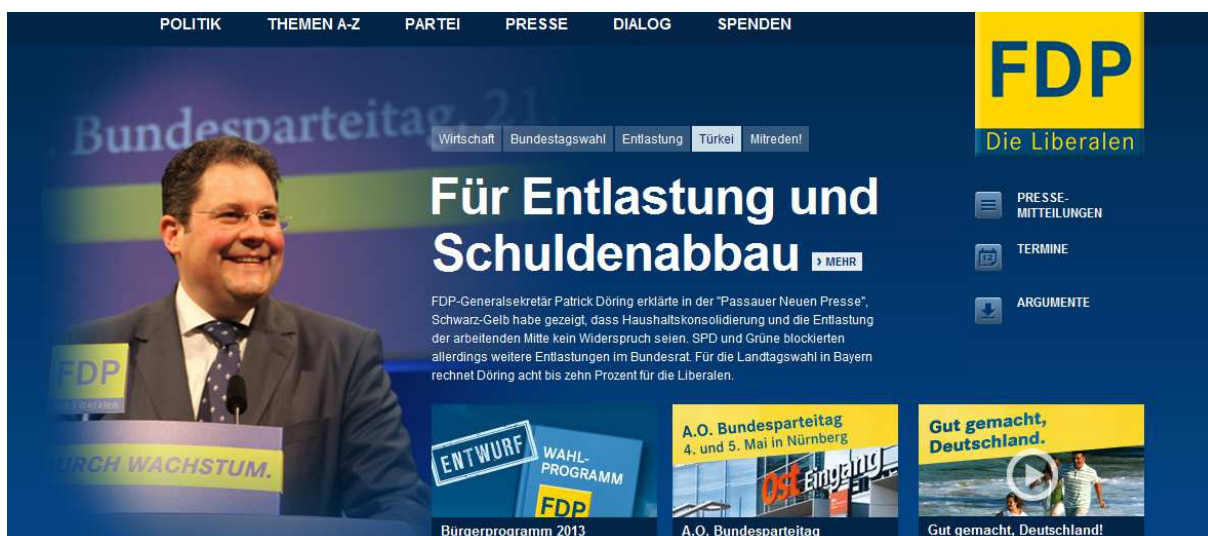 POLITIK THEMEN A-Z PARTEI PRESSE DIALOG SPENDEN
FDP
Die Liberalen
Bundesparteitag, 21.
Wirtschaft Bundestagswahl Entlastung Türkei Mitreden!
Für Entlastung und
Schuldenabbau
MEHR
FDP-Generalsekretär Patrick Döring erklärte in der "Passauer Neuen Presse",
Schwarz-Gelb habe gezeigt, dass Haushaltskonsolidierung und die Entlastung
der arbeitenden Mitte kein Widerspruch seien. SPD und Grüne blockierten
allerdings weitere Entlastungen im Bundesrat. Für die Landtagswahl in Bayern
rechnet Döring acht bis zehn Prozent für die Liberalen.
PRESSE-
MITTEILUNGEN
12
TERMINE
ARGUMENTE
FDP
Die Liberalen
URCH WACHSTUM.
ENTWURF
WAHL-
PROGRAMM
FDP
Bürgerprogramm 2013
A.O. Bundesparteitag
4. und 5. Mai in Nürnberg
Ost Eingang
A.O. Bundesparteitag
Gut gemacht,
Deutschland.
Gut gemacht, Deutschland!